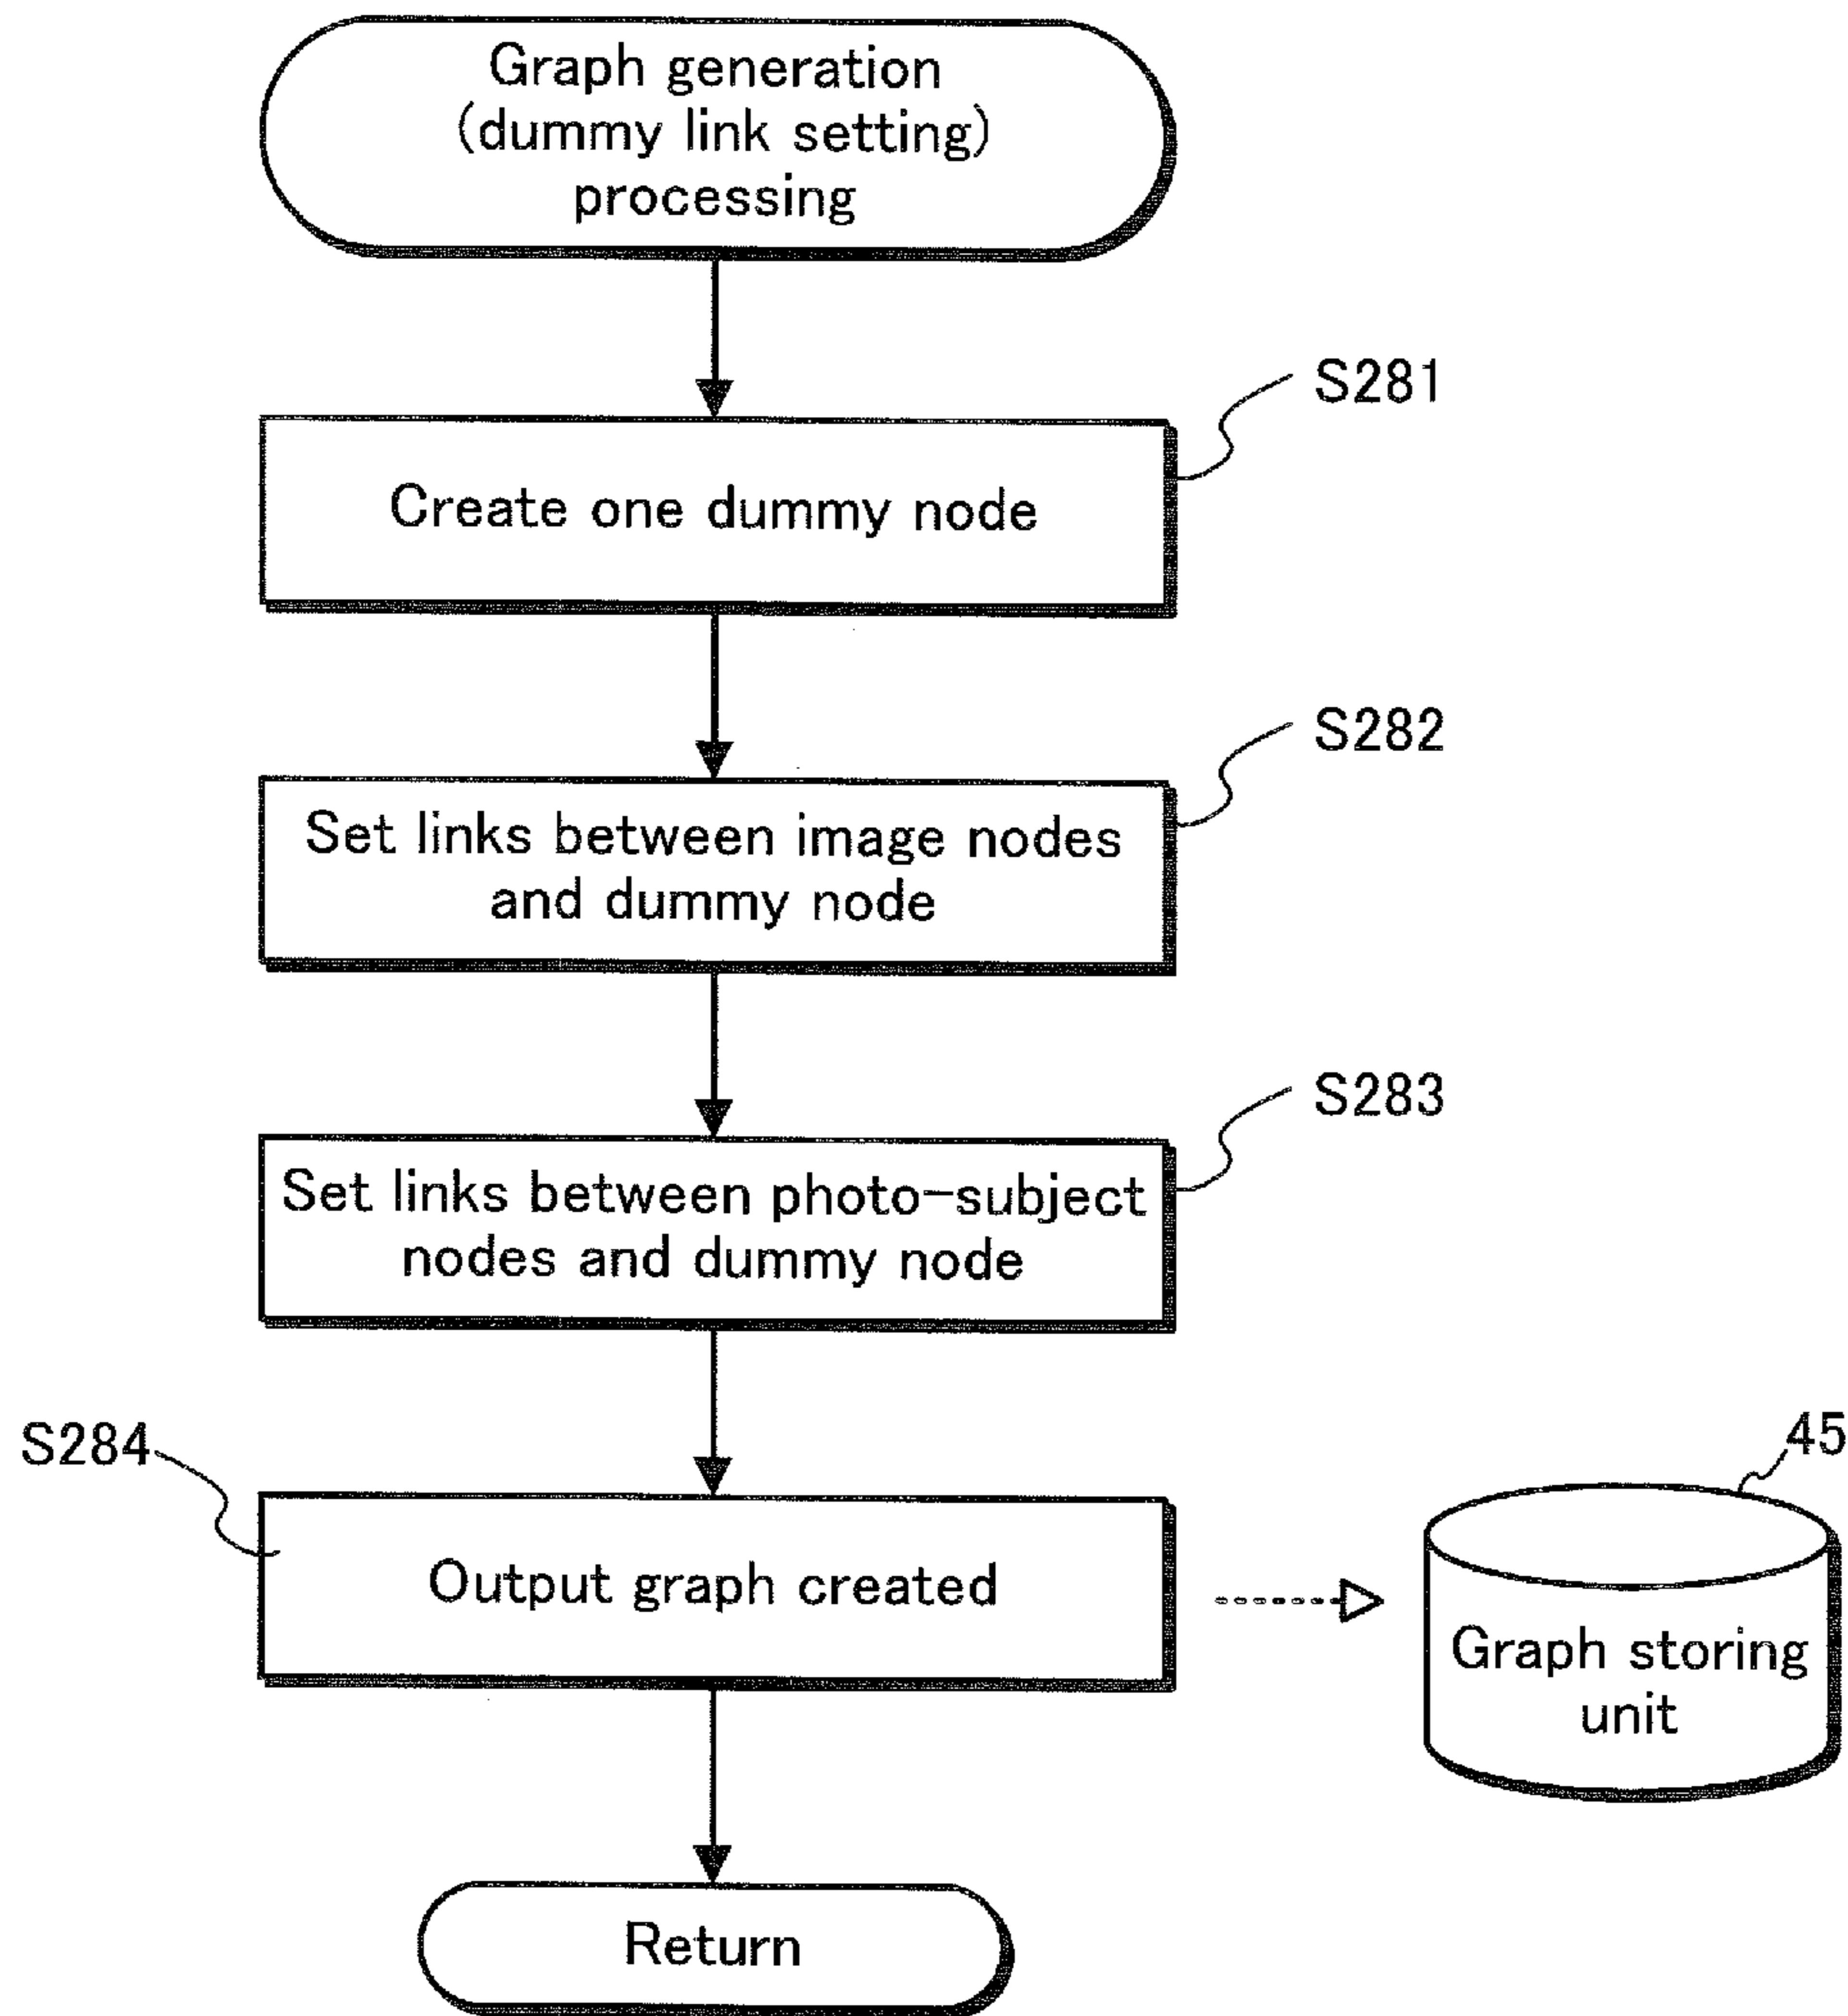 Graph generation
(dummy link setting)
processing
S281
Create one dummy node
S282
Set links between image nodes
and dummy node
S283
Set links between photo-subject
nodes and dummy node
S284
Output graph created
45
Graph storing
unit
Return